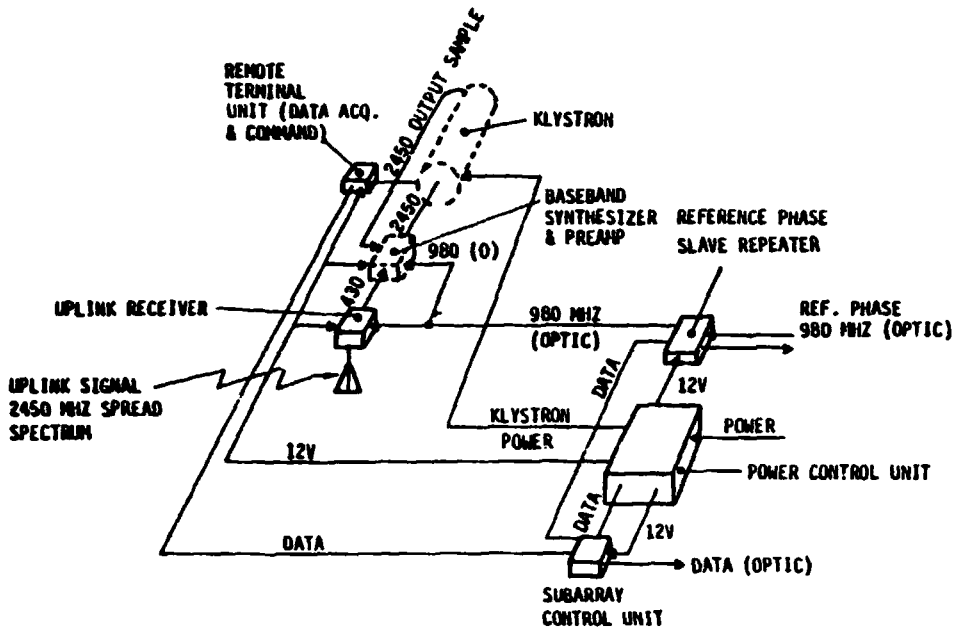 2450 OUTPUT SAMPLE
REMOTE
TERMINAL
UNIT (DATA ACQ.
& COMMAND)
KLYSTRON
2450
BASEBAND
SYNTHESIZER
& PREAMP
REFERENCE PHASE
SLAVE REPEATER
980 (O)
430
UPLINK RECEIVER
980 MHZ
(OPTIC)
REF. PHASE
980 MHZ (OPTIC)
DATA
12V
UPLINK SIGNAL
2450 MHZ SPREAD
SPECTRUM
KLYSTRON
POWER
POWER
12V
POWER CONTROL UNIT
DATA
12V
DATA
DATA (OPTIC)
SUBARRAY
CONTROL UNIT